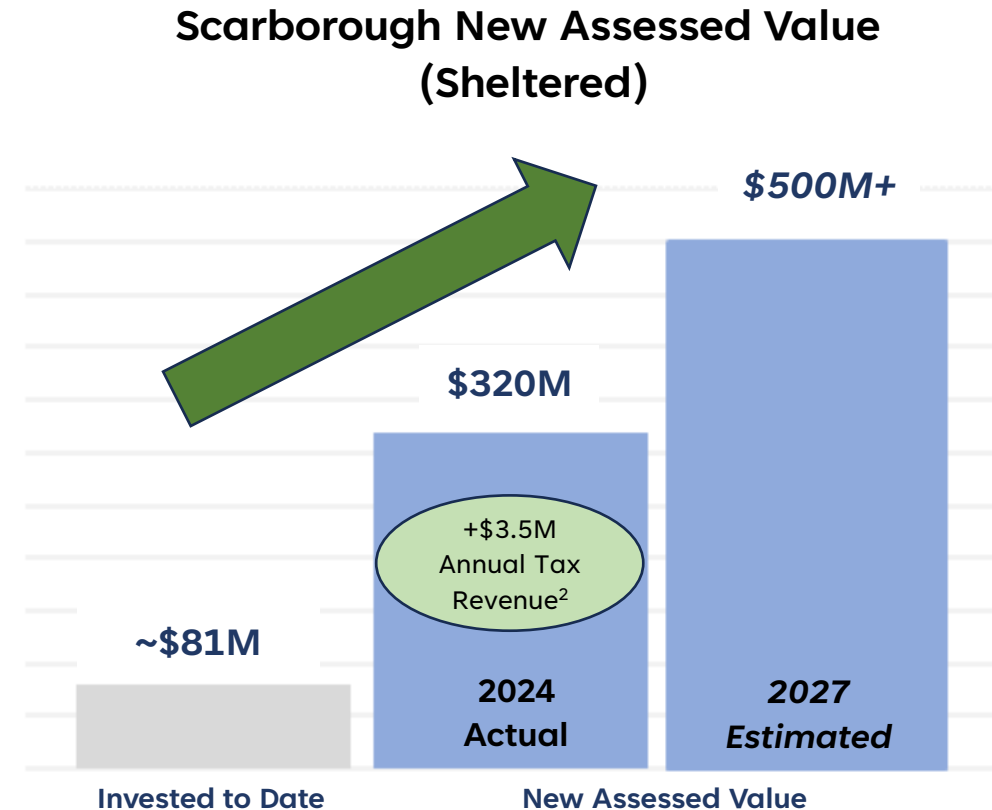 Scarborough New Assessed Value
(Sheltered)
$500M+
$320M
+$3.5M
Annual Tax
Revenue²
~$81M
2024
Actual
2027
Estimated
Invested to Date
New Assessed Value